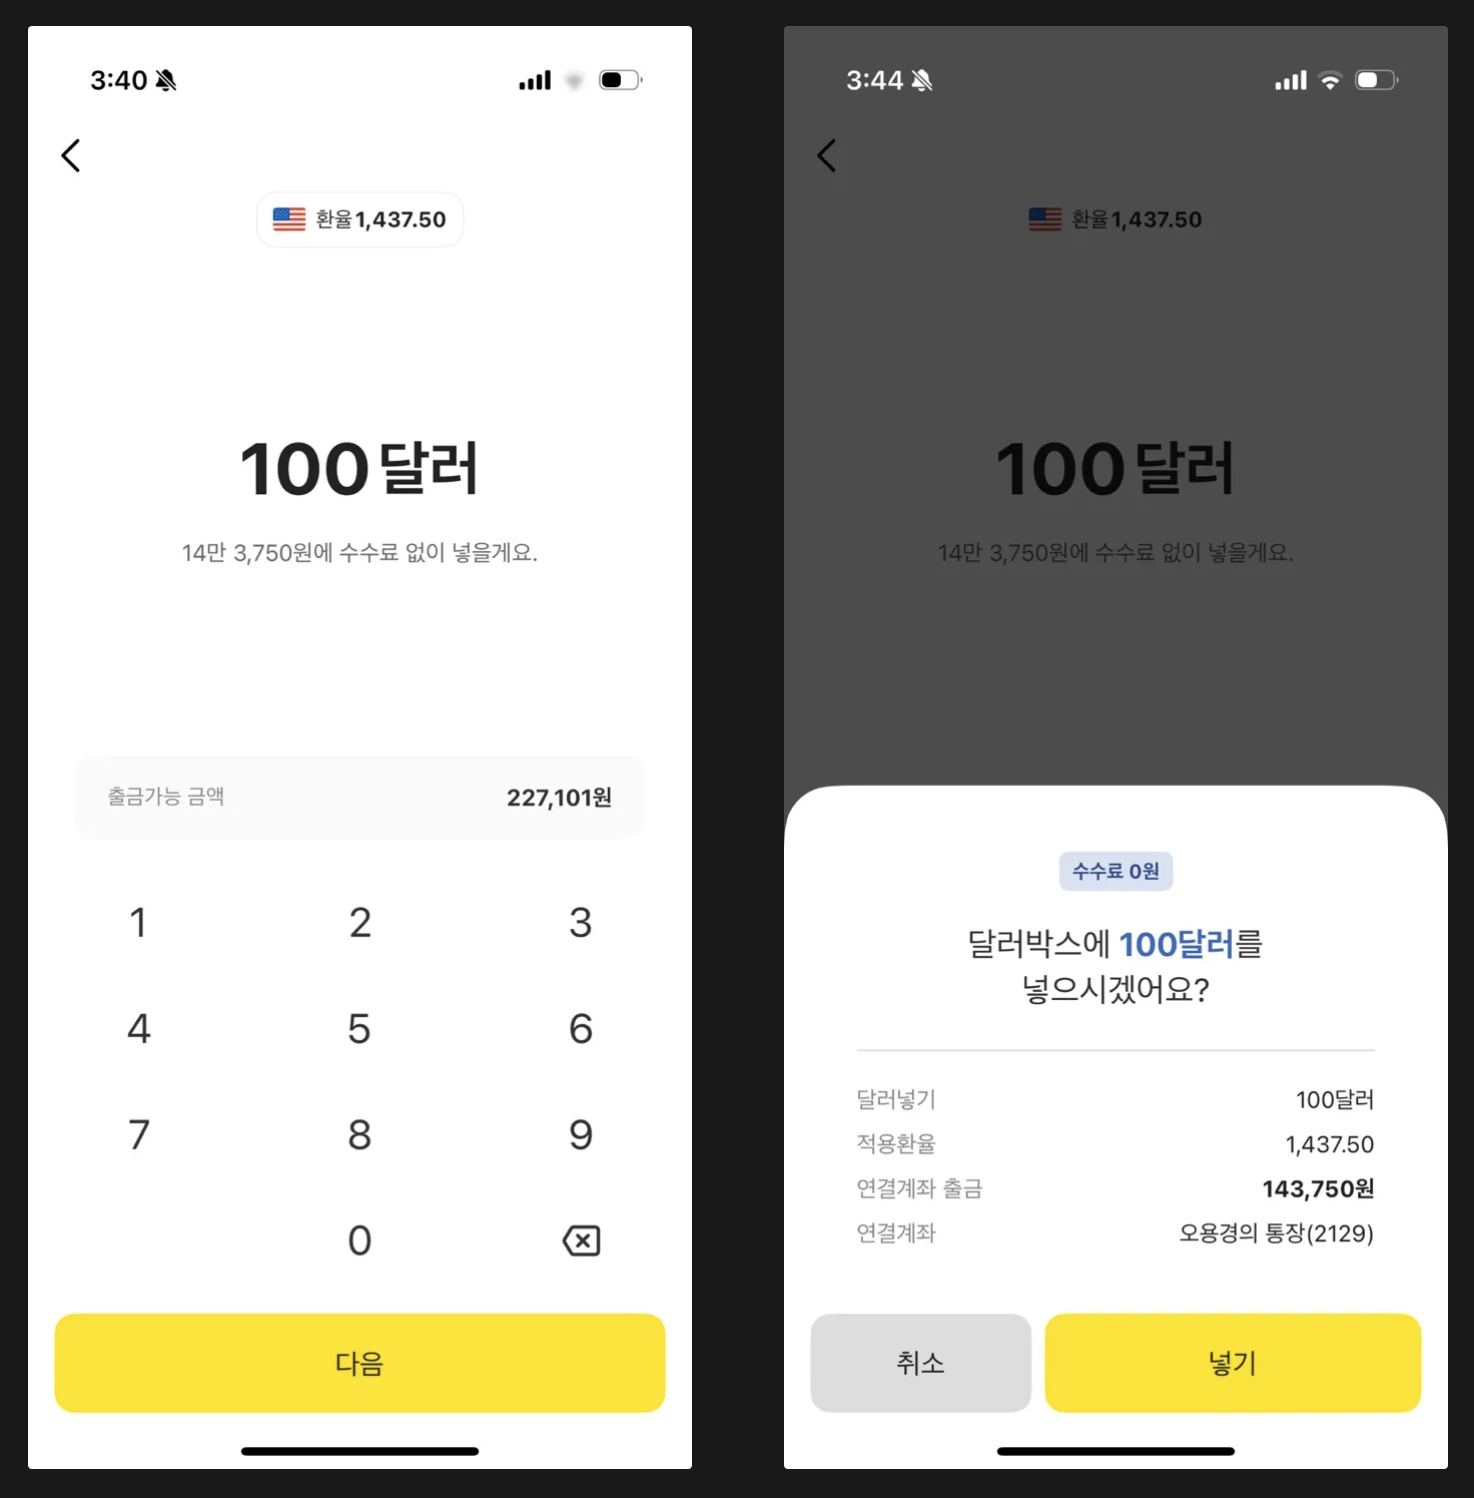 3:40
환율 1,437.50
100 달러
14만 3,750원에 수수료 없이 넣을게요.
출금가능 금액 227,101원
1 2 3
4 5 6
7 8 9
0
다음
3:44
환율 1,437.50
100 달러
14만 3,750원에 수수료 없이 넣을게요.
수수료 0원
달러박스에 100달러를
넣으시겠어요?
달러넣기 100달러
적용환율 1,437.50
연결계좌 출금 143,750원
연결계좌 오용경의 통장(2129)
취소 넣기